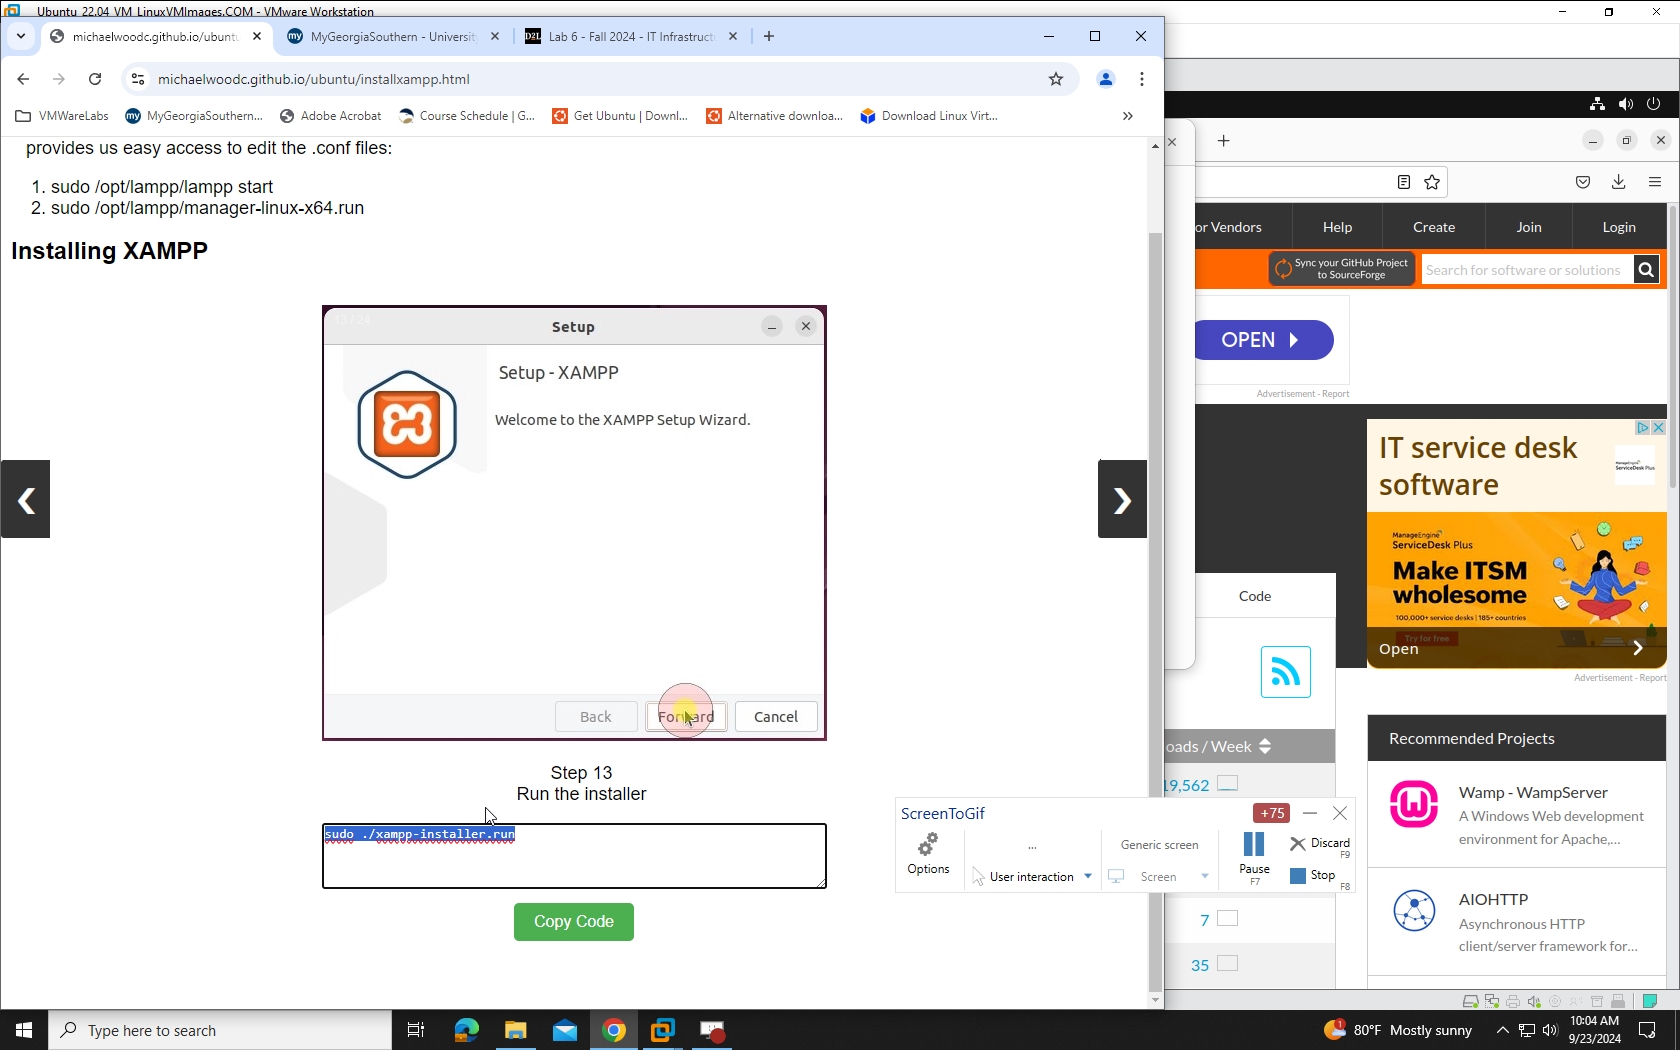 Ubuntu 22.04 VM LinuxVMImages.COM - VMware Workstation
michaelwoodc.github.io/ubuntu
MyGeorgiaSouthern - University
Lab 6 - Fall 2024 - IT Infrastruct
michaelwoodc.github.io/ubuntu/installxampp.html
VMWareLabs
MyGeorgiaSouthern...
Adobe Acrobat
Course Schedule | G...
Get Ubuntu | Downl...
Alternative downloa...
Download Linux Virt...
provides us easy access to edit the .conf files:
1. sudo /opt/lampp/lampp start
2. sudo /opt/lampp/manager-linux-x64.run
Installing XAMPP
13 / 24
Setup
Setup - XAMPP
Welcome to the XAMPP Setup Wizard.
Back
Forward
Cancel
Step 13
Run the installer
sudo ./xampp-installer.run
Copy Code
or Vendors
Help
Create
Join
Login
Sync your GitHub Project
to SourceForge
Search for software or solutions
OPEN
Advertisement - Report
IT service desk
software
ManageEngine
ServiceDesk Plus
Make ITSM
wholesome
100,000+ service desks | 185+ countries
Try for free
Open
Advertisement - Report
Code
oads / Week
19,562
7
35
Recommended Projects
Wamp - WampServer
A Windows Web development
environment for Apache,...
AIOHTTP
Asynchronous HTTP
client/server framework for...
ScreenToGif
+75
Options
...
User interaction
Generic screen
Screen
Pause
F7
Discard
F9
Stop
F8
Type here to search
80°F Mostly sunny
10:04 AM
9/23/2024